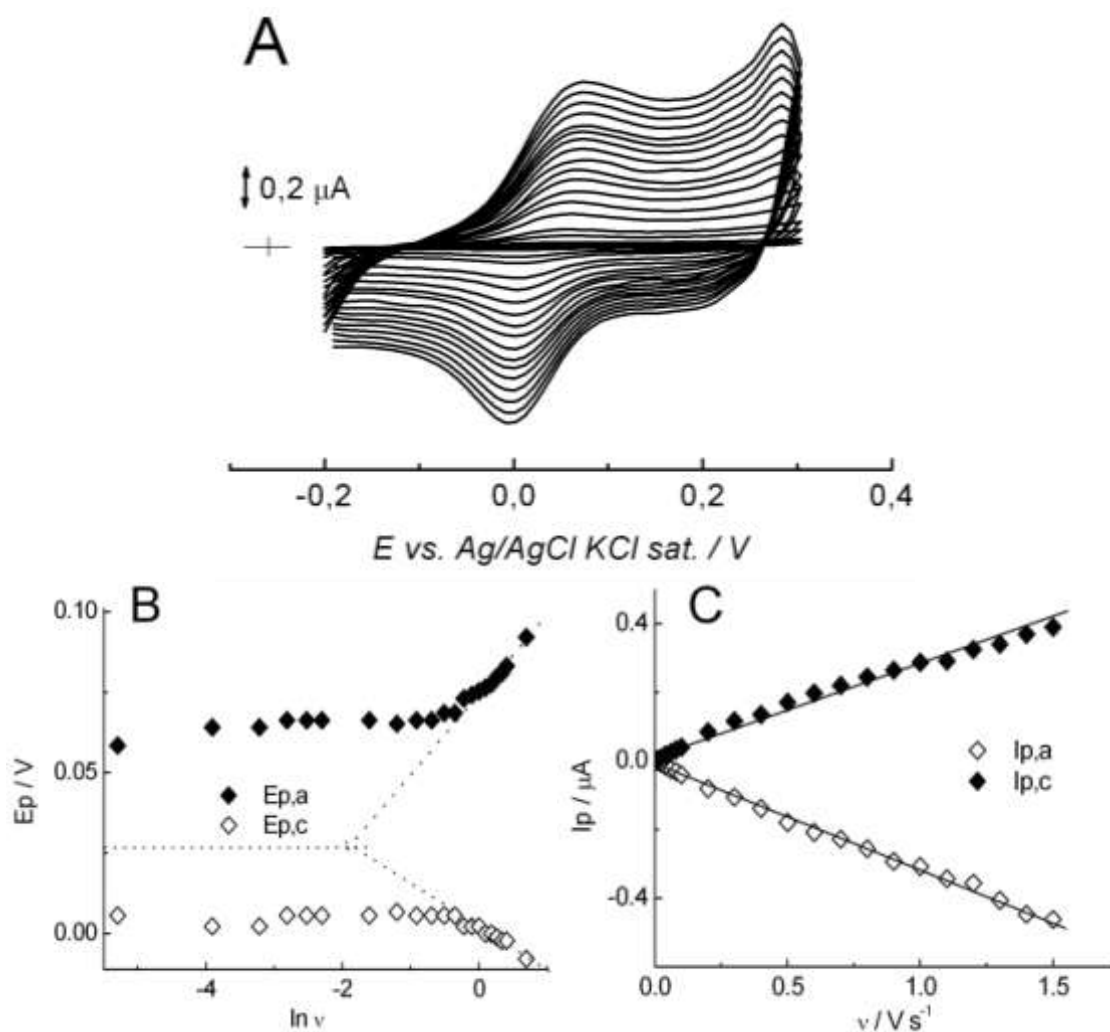 A
0,2 μA
-0,2 0,0 0,2 0,4
E vs. Ag/AgCl KCl sat. / V
B
0.10
0.05
0.00
Ep / V
Ep,a
Ep,c
-4 -2 0
ln ν
C
0.4
0.0
-0.4
Ip / μA
Ip,a
Ip,c
0.0 0.5 1.0 1.5
ν / V s⁻¹